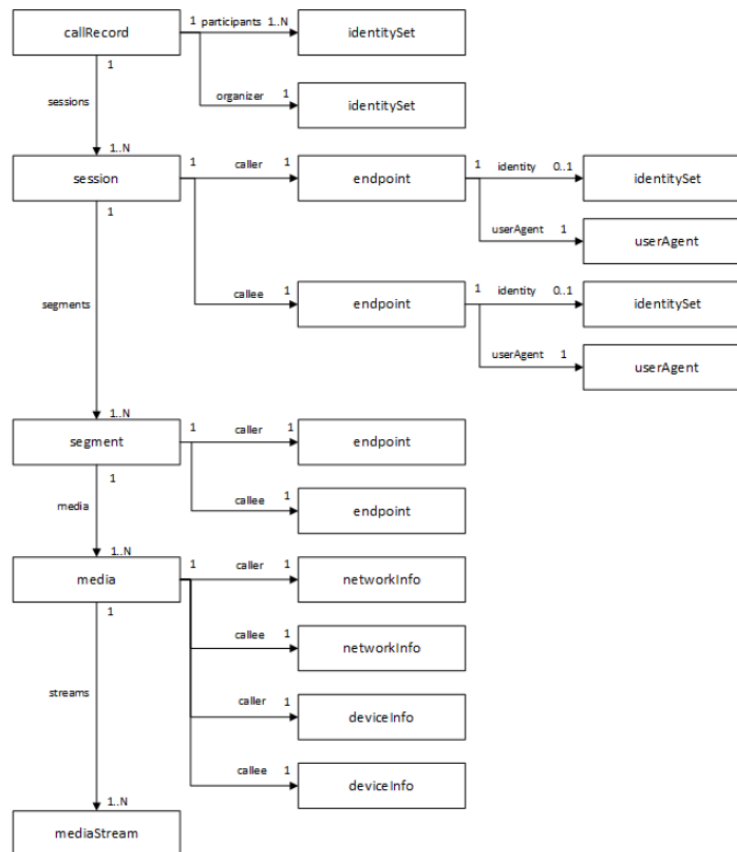 1 participants 1..N
callRecord
identitySet
1
organizer 1
sessions
identitySet
1..N
1 caller 1
1 identity 0..1
session
endpoint
identitySet
1
userAgent 1
userAgent
callee 1
1 identity 0..1
segments
endpoint
identitySet
userAgent 1
userAgent
1..N
1 caller 1
segment
endpoint
1
callee 1
media
endpoint
1..N
1 caller 1
media
networkInfo
1
callee 1
networkInfo
streams
caller 1
deviceInfo
callee 1
deviceInfo
1..N
mediaStream